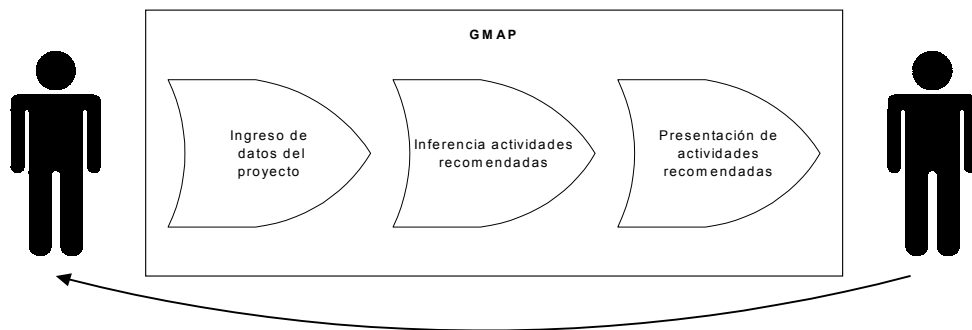 GMAP
Ingreso de
datos del
proyecto
Inferencia actividades
recomendadas
Presentación de
actividades
recomendadas